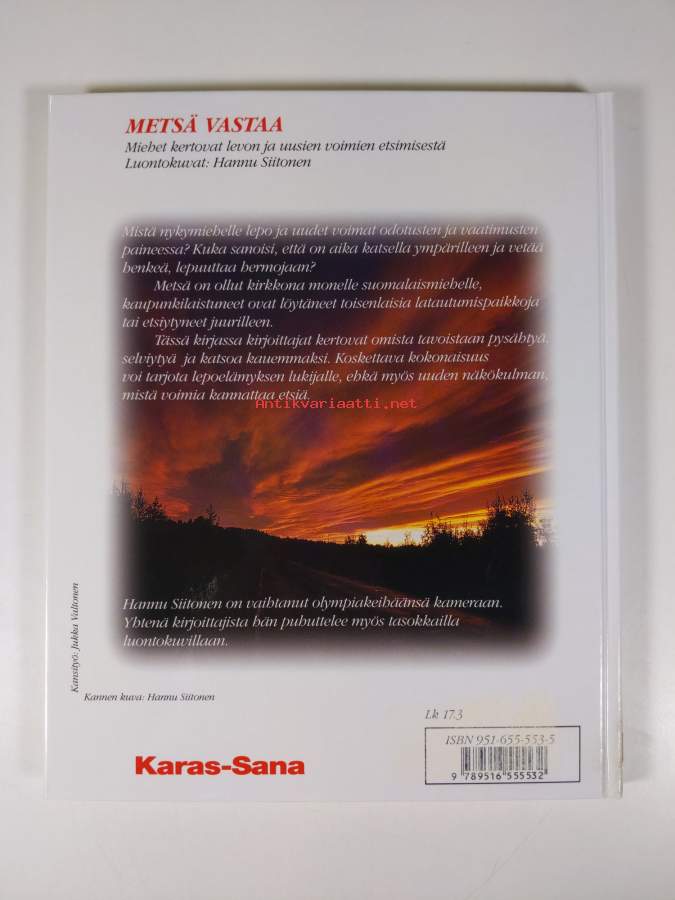 METSÄ VASTAA
Miehet kertovat levon ja uusien voimien etsimisestä
Luontokuvat: Hannu Siitonen
Mistä nykymiehelle lepo ja uudet voimat odotusten ja vaatimusten
paineessa? Kuka sanoisi, että on aika katsella ympärilleen ja vetää
henkeä, lepuuttaa hermojaan?
Metsä on ollut kirkkona monelle suomalaismiehelle,
kaupunkilaistuneet ovat löytäneet toisenlaisia latautumispaikkoja
tai etsiytyneet juurilleen.
Tässä kirjassa kirjoittajat kertovat omista tavoistaan pysähtyä,
selviytyä ja katsoa kauemmaksi. Koskettava kokonaisuus
voi tarjota lepoelämyksen lukijalle, ehkä myös uuden näkökulman,
mistä voimia kannattaa etsiä.
Antikvariaatti.net
Hannu Siitonen on vaihtanut olympiakeihäänsä kameraan.
Yhtenä kirjoittajista hän puhuttelee myös tasokkailla
luontokuvillaan.
Kansityö: Jukka Valtonen
Kannen kuva: Hannu Siitonen
Lk 17.3
ISBN 951-655-553-5
9 789516 555532
Karas-Sana